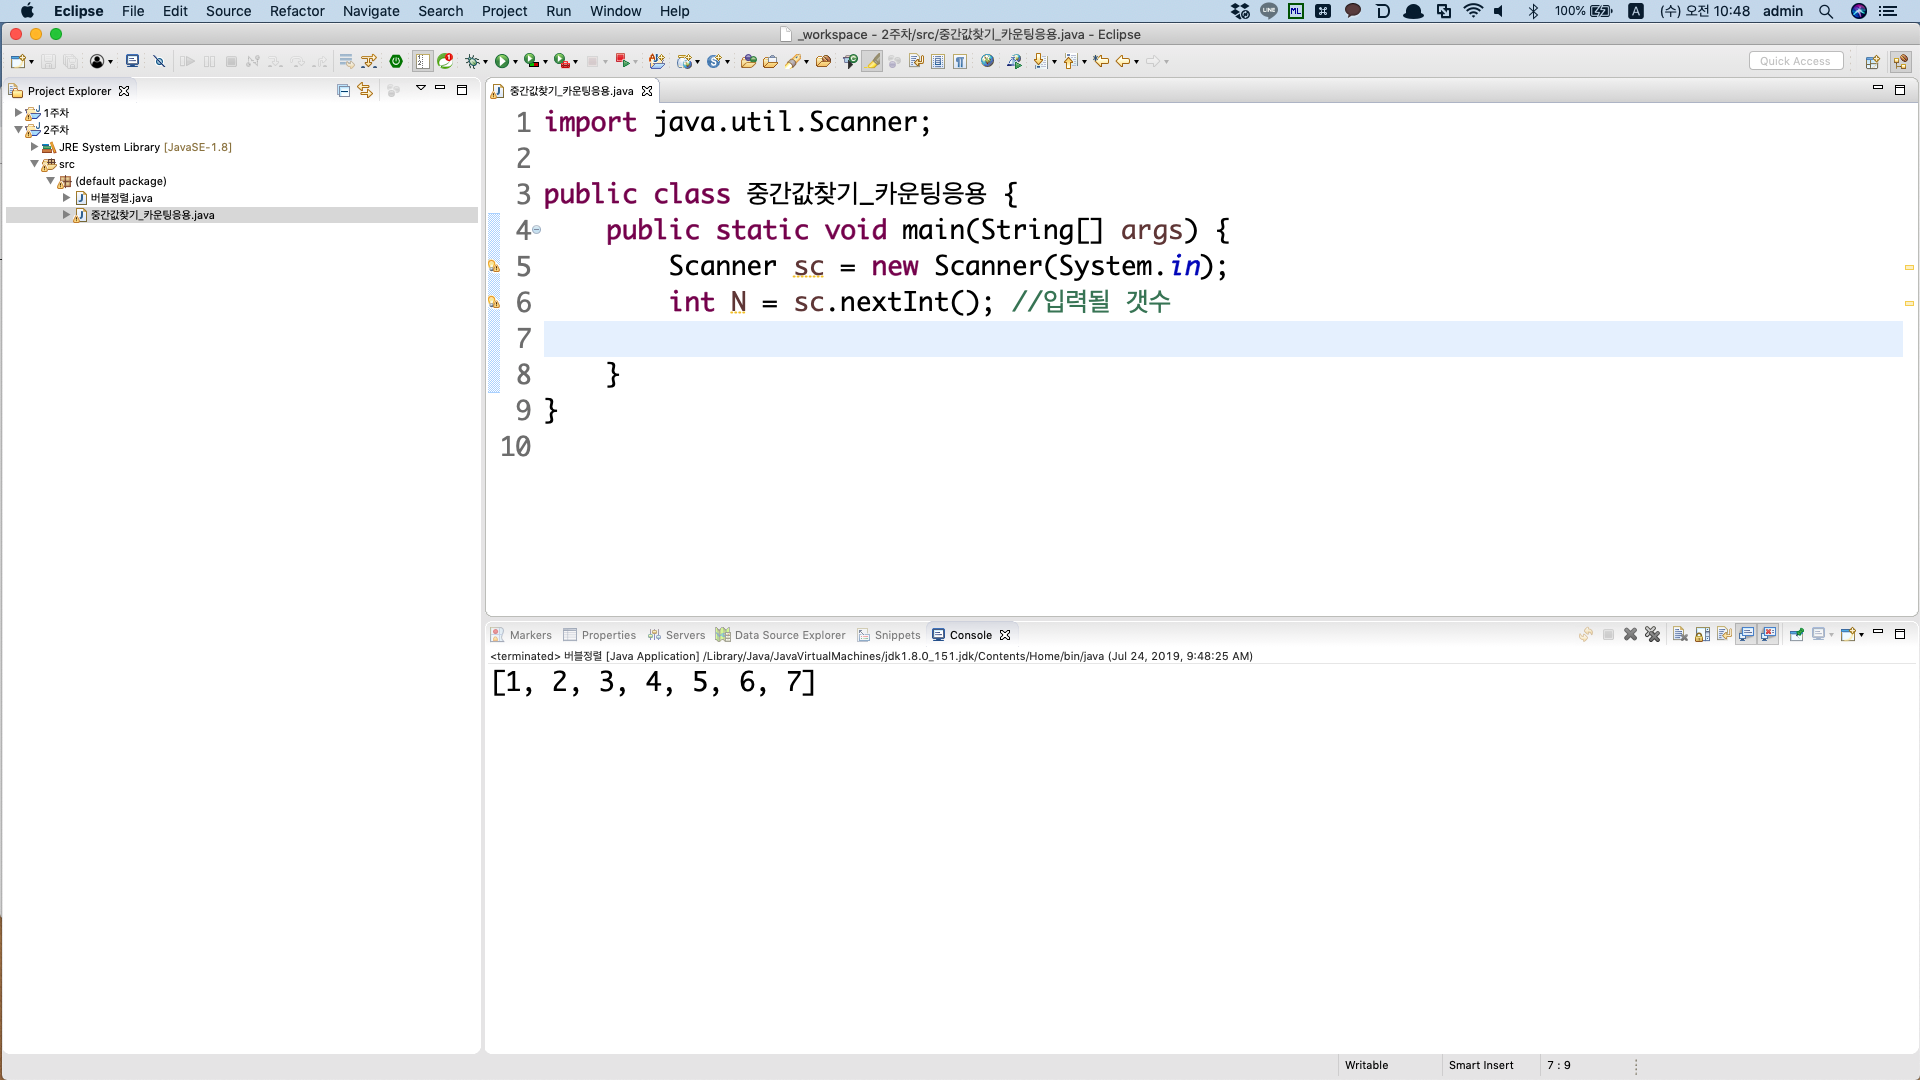 Eclipse File Edit Source Refactor Navigate Search Project Run Window Help
100% A (수) 오전 10:48 admin
_workspace - 2주차/src/중간값찾기_카운팅응용.java - Eclipse
Quick Access
Project Explorer
1주차
2주차
JRE System Library [JavaSE-1.8]
src
(default package)
버블정렬.java
중간값찾기_카운팅응용.java
중간값찾기_카운팅응용.java
1 import java.util.Scanner;
2
3 public class 중간값찾기_카운팅응용 {
4 public static void main(String[] args) {
5 Scanner sc = new Scanner(System.in);
6 int N = sc.nextInt(); //입력될 갯수
7
8 }
9 }
10
Markers Properties Servers Data Source Explorer Snippets Console
<terminated> 버블정렬 [Java Application] /Library/Java/JavaVirtualMachines/jdk1.8.0_151.jdk/Contents/Home/bin/java (Jul 24, 2019, 9:48:25 AM)
[1, 2, 3, 4, 5, 6, 7]
Writable Smart Insert 7 : 9